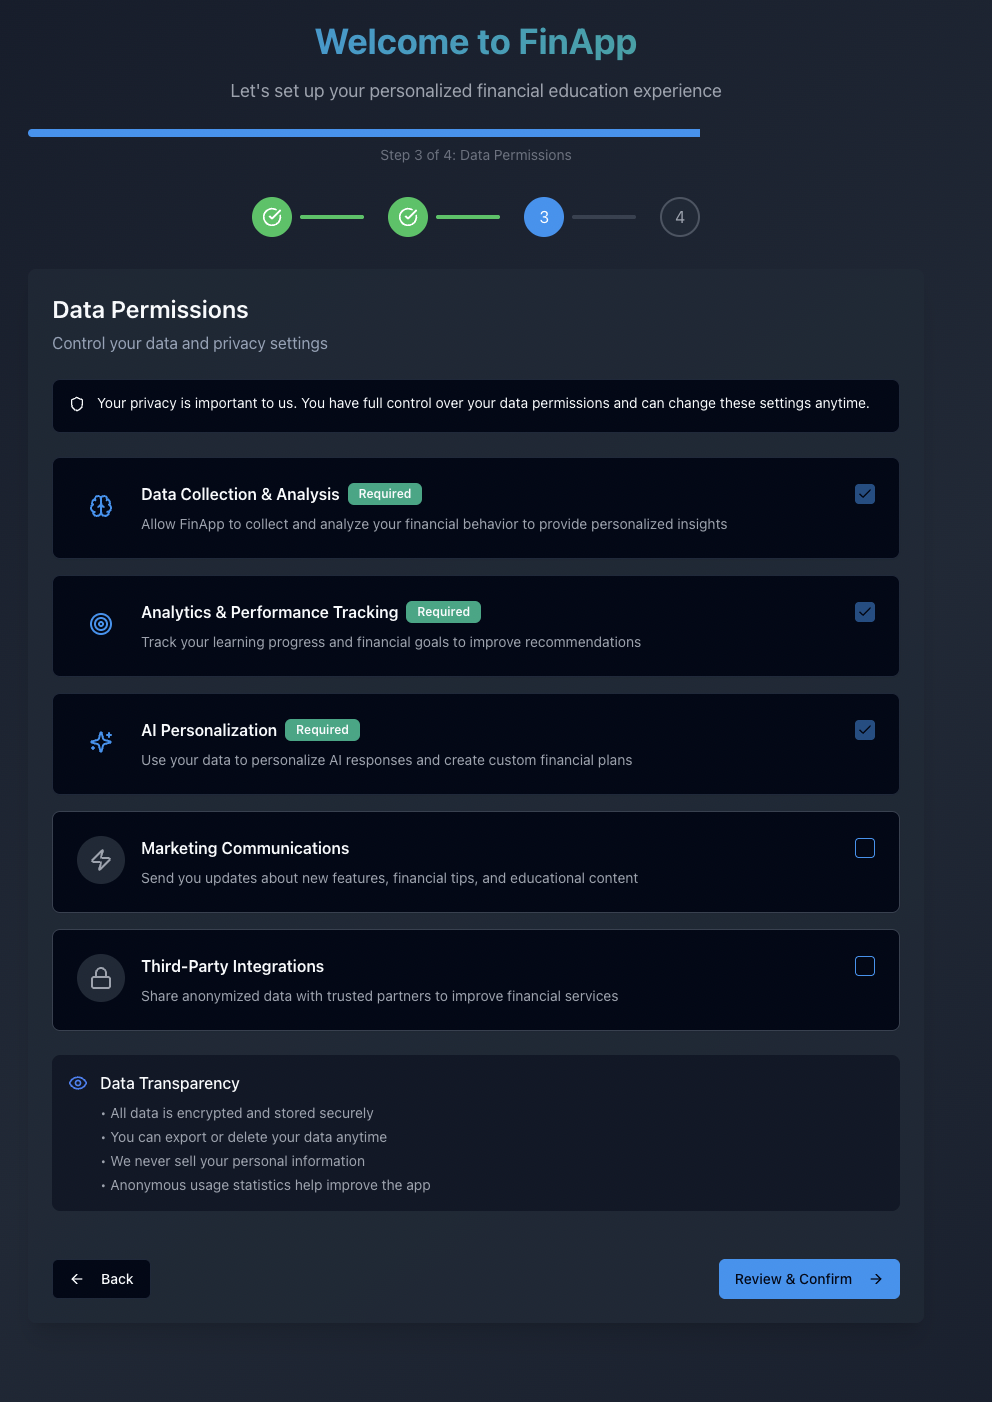 Welcome to FinApp
Let's set up your personalized financial education experience
Step 3 of 4: Data Permissions
3
4
Data Permissions
Control your data and privacy settings
Your privacy is important to us. You have full control over your data permissions and can change these settings anytime.
Data Collection & Analysis Required
Allow FinApp to collect and analyze your financial behavior to provide personalized insights
Analytics & Performance Tracking Required
Track your learning progress and financial goals to improve recommendations
AI Personalization Required
Use your data to personalize AI responses and create custom financial plans
Marketing Communications
Send you updates about new features, financial tips, and educational content
Third-Party Integrations
Share anonymized data with trusted partners to improve financial services
Data Transparency
• All data is encrypted and stored securely
• You can export or delete your data anytime
• We never sell your personal information
• Anonymous usage statistics help improve the app
Back
Review & Confirm